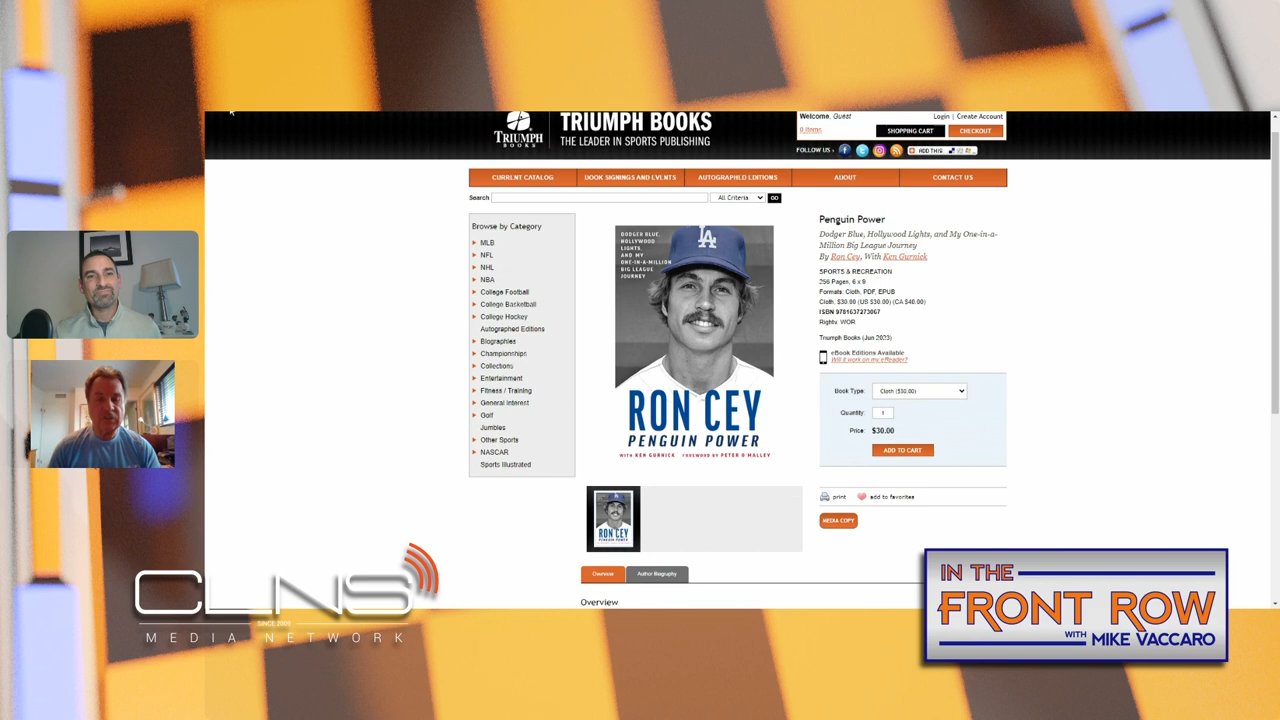 TRIUMPH BOOKS
TRIUMPH BOOKS
THE LEADER IN SPORTS PUBLISHING
Welcome, Guest
Login | Create Account
0 Items
SHOPPING CART
CHECKOUT
FOLLOW US
ADD THIS
CURRENT CATALOG
BOOK SIGNINGS AND EVENTS
AUTOGRAPHED EDITIONS
ABOUT
CONTACT US
Search
All Criteria
GO
Browse by Category
MLB
NFL
NHL
NBA
College Football
College Basketball
College Hockey
Autographed Editions
Biographies
Championships
Collections
Entertainment
Fitness / Training
General Interest
Golf
Jumbles
Other Sports
NASCAR
Sports Illustrated
DODGER BLUE,
HOLLYWOOD
LIGHTS,
AND MY
ONE-IN-A-MILLION
BIG LEAGUE
JOURNEY
LA
RON CEY
PENGUIN POWER
WITH KEN GURNICK FOREWORD BY PETER O'MALLEY
RON CEY
PENGUIN POWER
Penguin Power
Dodger Blue, Hollywood Lights, and My One-in-a-
Million Big League Journey
By Ron Cey, With Ken Gurnick
SPORTS & RECREATION
256 Pages, 6 x 9
Formats: Cloth, PDF, EPUB
Cloth, $30.00 (US $30.00) (CA $40.00)
ISBN 9781637273067
Rights: WOR
Triumph Books (Jun 2023)
eBook Editions Available
Will it work on my eReader?
Book Type: Cloth ($30.00)
Quantity: 1
Price: $30.00
ADD TO CART
print
add to favorites
MEDIA COPY
Overview
Author Biography
Overview
CLNS
SINCE 2009
MEDIA NETWORK
IN THE
FRONT ROW
WITH MIKE VACCARO